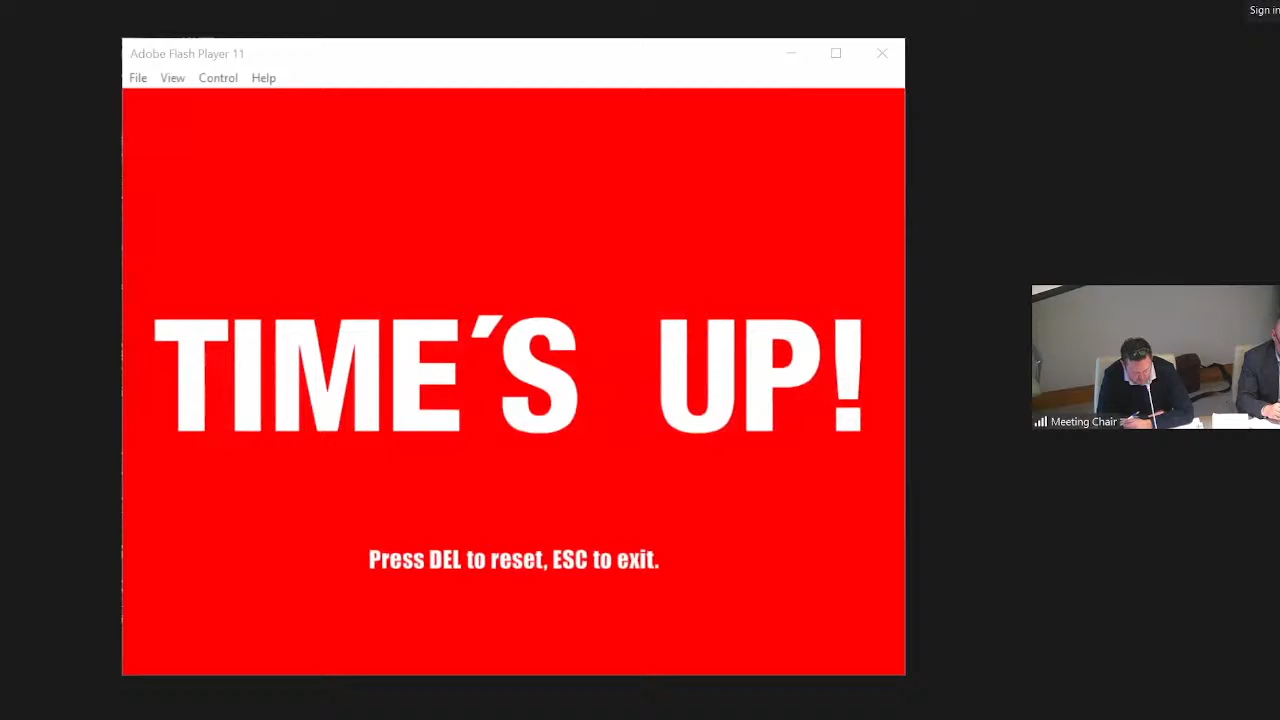 Sign in
Adobe Flash Player 11
File View Control Help
TIME´S UP!
Press DEL to reset, ESC to exit.
Meeting Chair